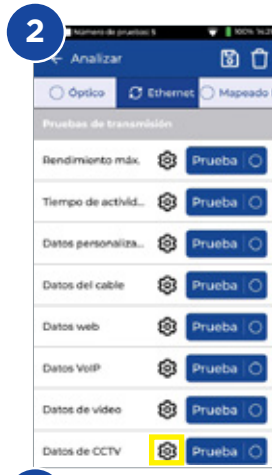 2
Número de pruebas: 5
100%
Analizar
Óptico
Ethernet
Mapeado
Pruebas de transmisión
Rendimiento máx. Prueba
Tiempo de activid... Prueba
Datos personaliza... Prueba
Datos del cable Prueba
Datos web Prueba
Datos VoIP Prueba
Datos de vídeo Prueba
Datos de CCTV Prueba